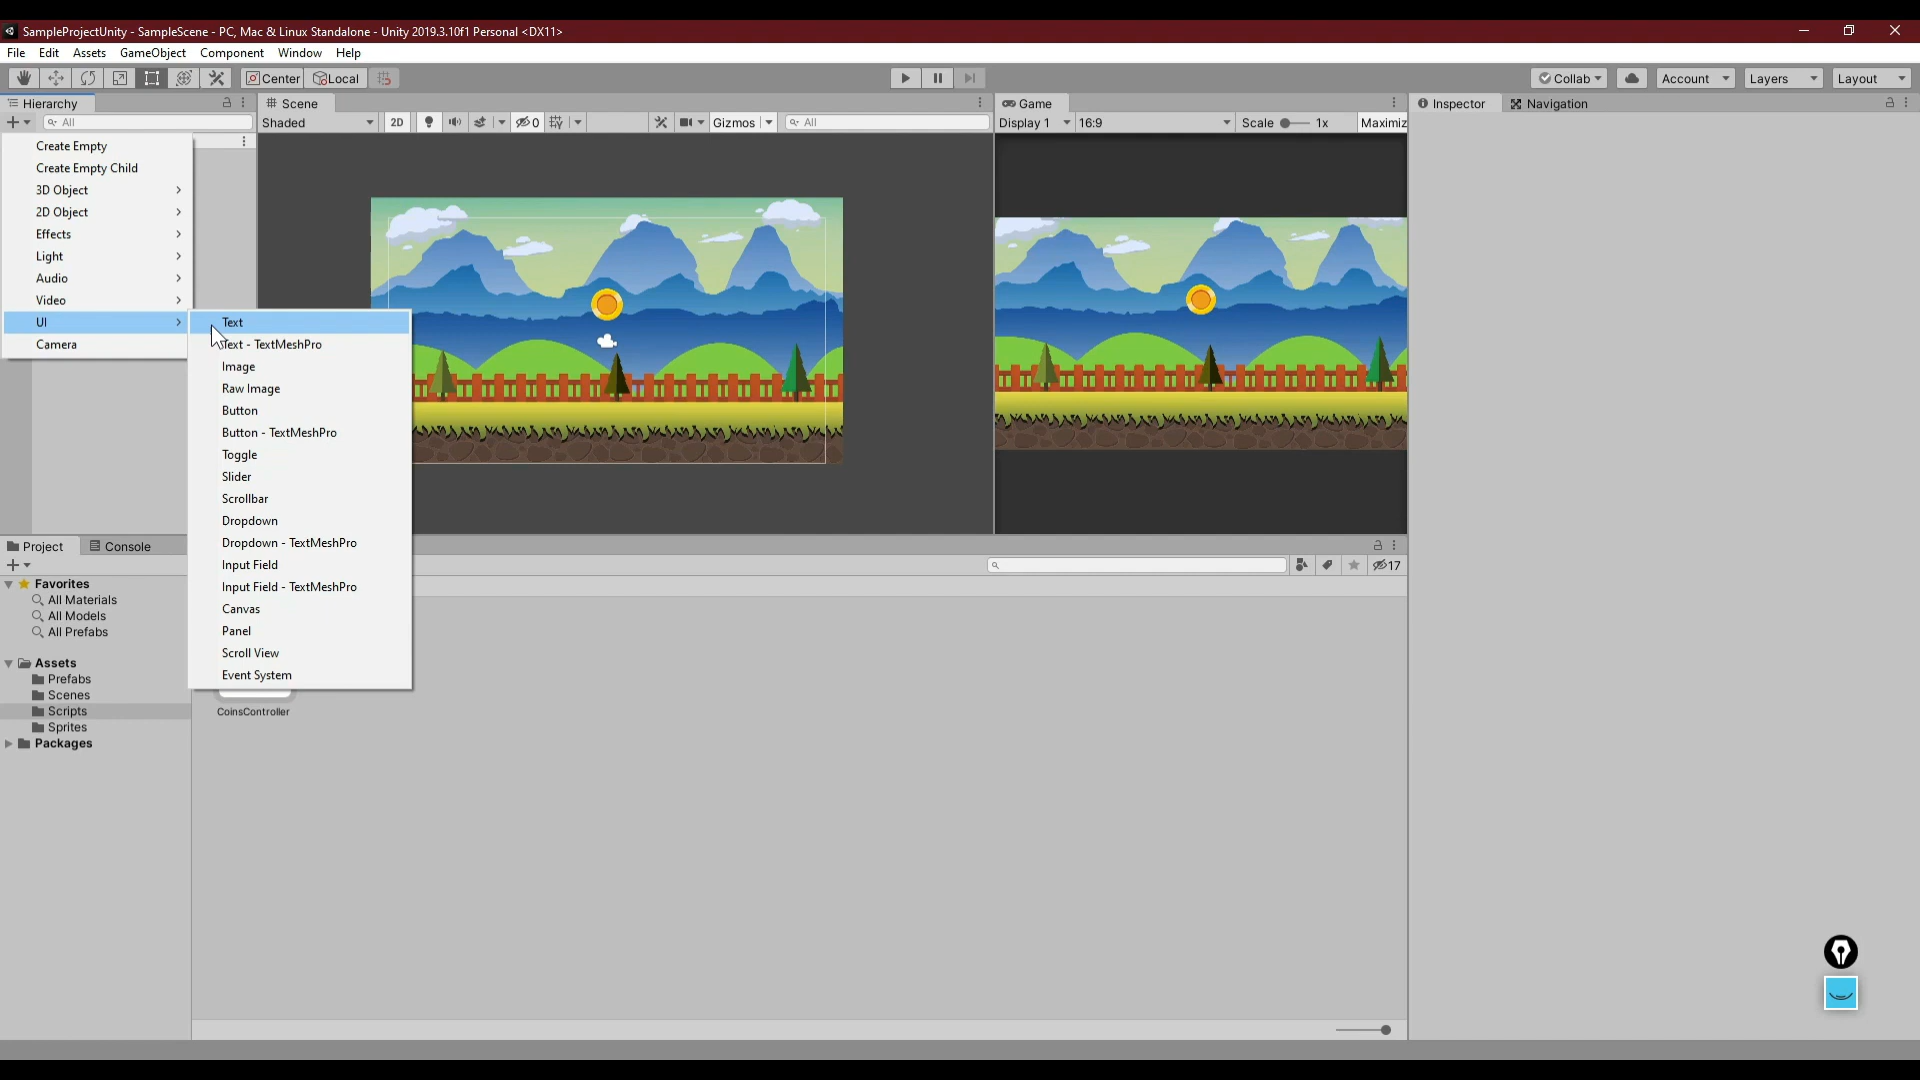 SampleProjectUnity - SampleScene - PC, Mac & Linux Standalone - Unity 2019.3.10f1 Personal <DX11>
File Edit Assets GameObject Component Window Help
Center Local Collab Account Layers Layout
Hierarchy Scene Game Inspector Navigation
All Shaded 2D 0 Gizmos All Display 1 16:9 Scale 1x Maximiz
Create Empty
Create Empty Child
3D Object
2D Object
Effects
Light
Audio
Video
UI
Camera
Text
Text - TextMeshPro
Image
Raw Image
Button
Button - TextMeshPro
Toggle
Slider
Scrollbar
Dropdown
Dropdown - TextMeshPro
Input Field
Input Field - TextMeshPro
Canvas
Panel
Scroll View
Event System
Project Console
17
Favorites
All Materials
All Models
All Prefabs
Assets
Prefabs
Scenes
Scripts
Sprites
Packages
CoinsController